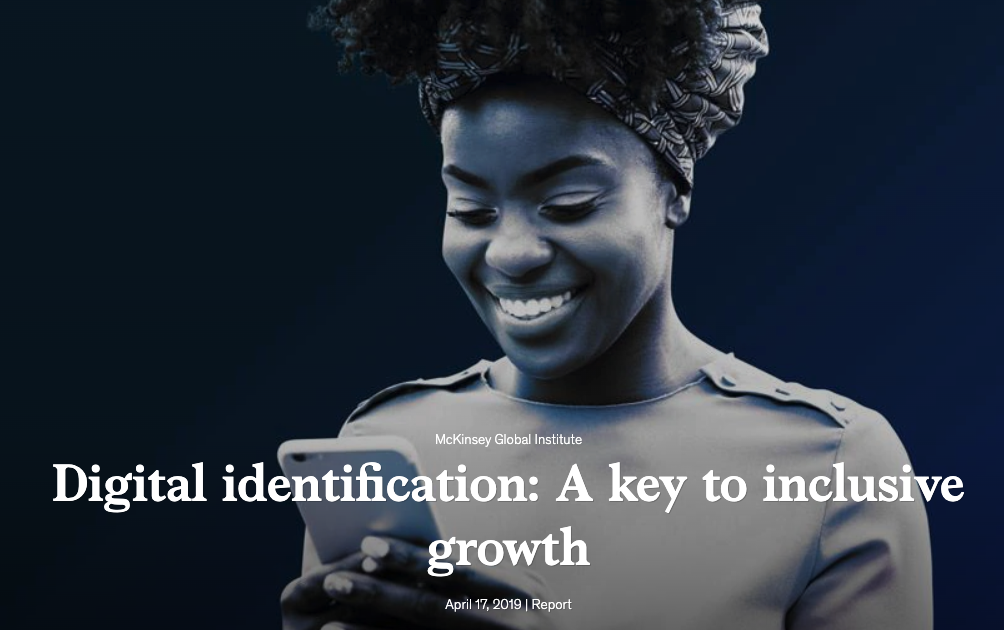 McKinsey Global Institute
Digital identification: A key to inclusive
growth
April 17, 2019 | Report